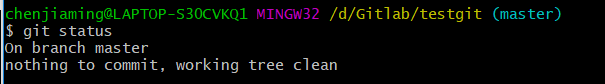 chenjiaming@LAPTOP-S30CVKQ1 MINGW32 /d/Gitlab/testgit (master)
$ git status
On branch master
nothing to commit, working tree clean